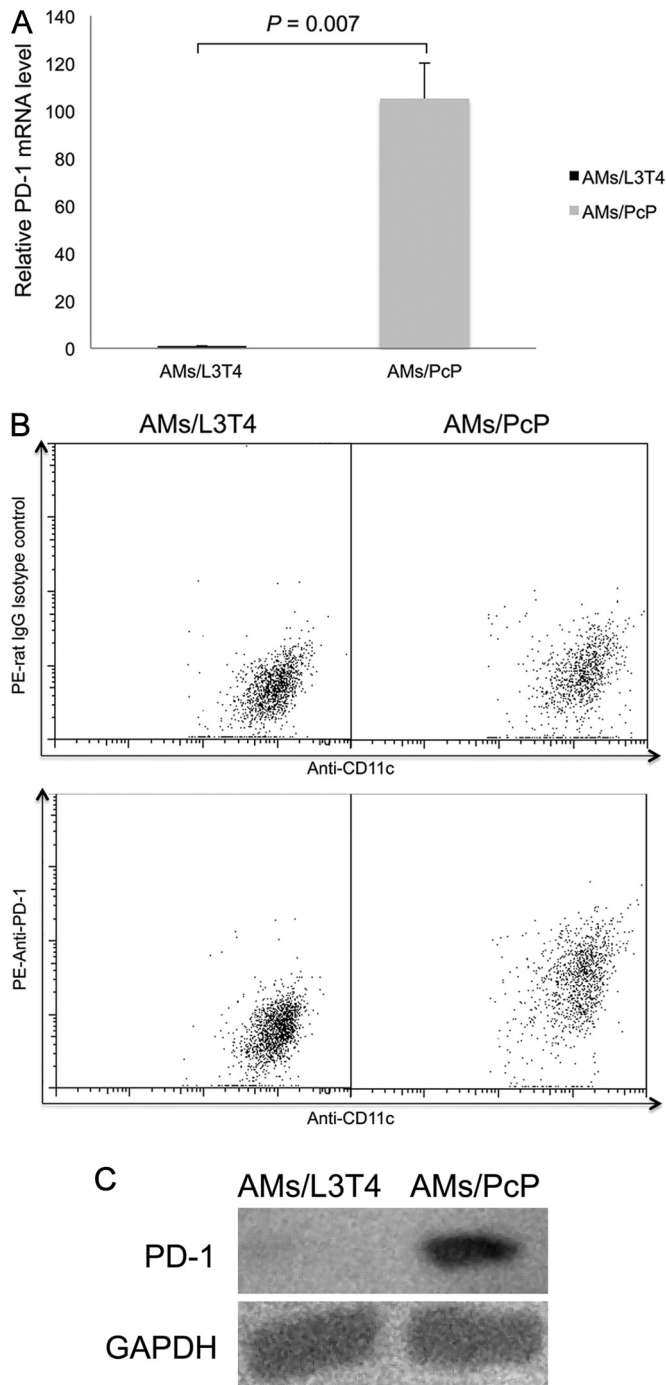 A
140
120
100
80
60
40
20
0
Relative PD-1 mRNA level
P = 0.007
AMs/L3T4
AMs/PcP
AMs/L3T4
AMs/PcP
B
AMs/L3T4 AMs/PcP
PE-rat IgG Isotype control
Anti-CD11c
PE-Anti-PD-1
Anti-CD11c
C
AMs/L3T4 AMs/PcP
PD-1
GAPDH